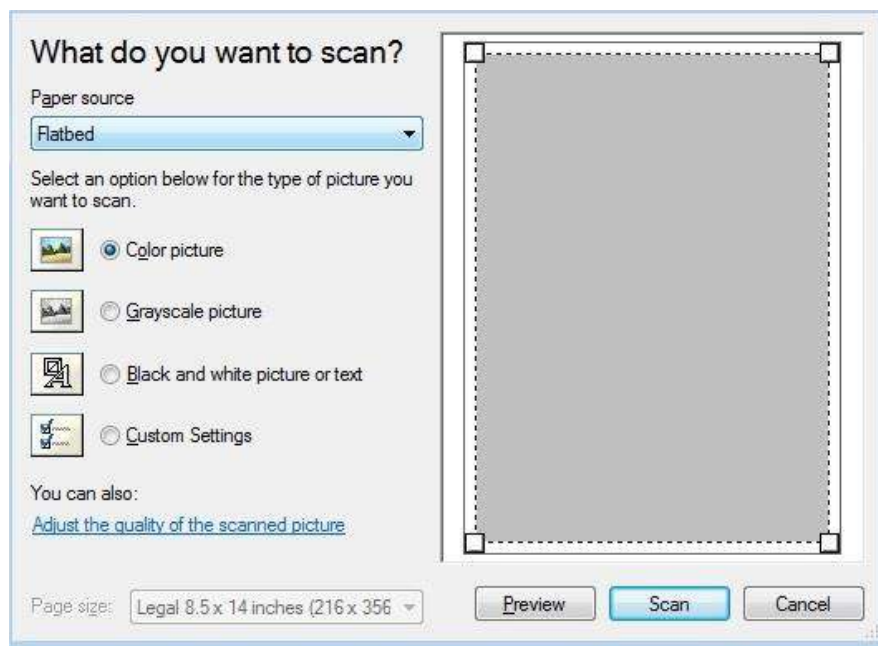 What do you want to scan?
Paper source
Flatbed
Select an option below for the type of picture you
want to scan.
Color picture
Grayscale picture
Black and white picture or text
Custom Settings
You can also:
Adjust the quality of the scanned picture
Page size: Legal 8.5 x 14 inches (216 x 356
Preview Scan Cancel